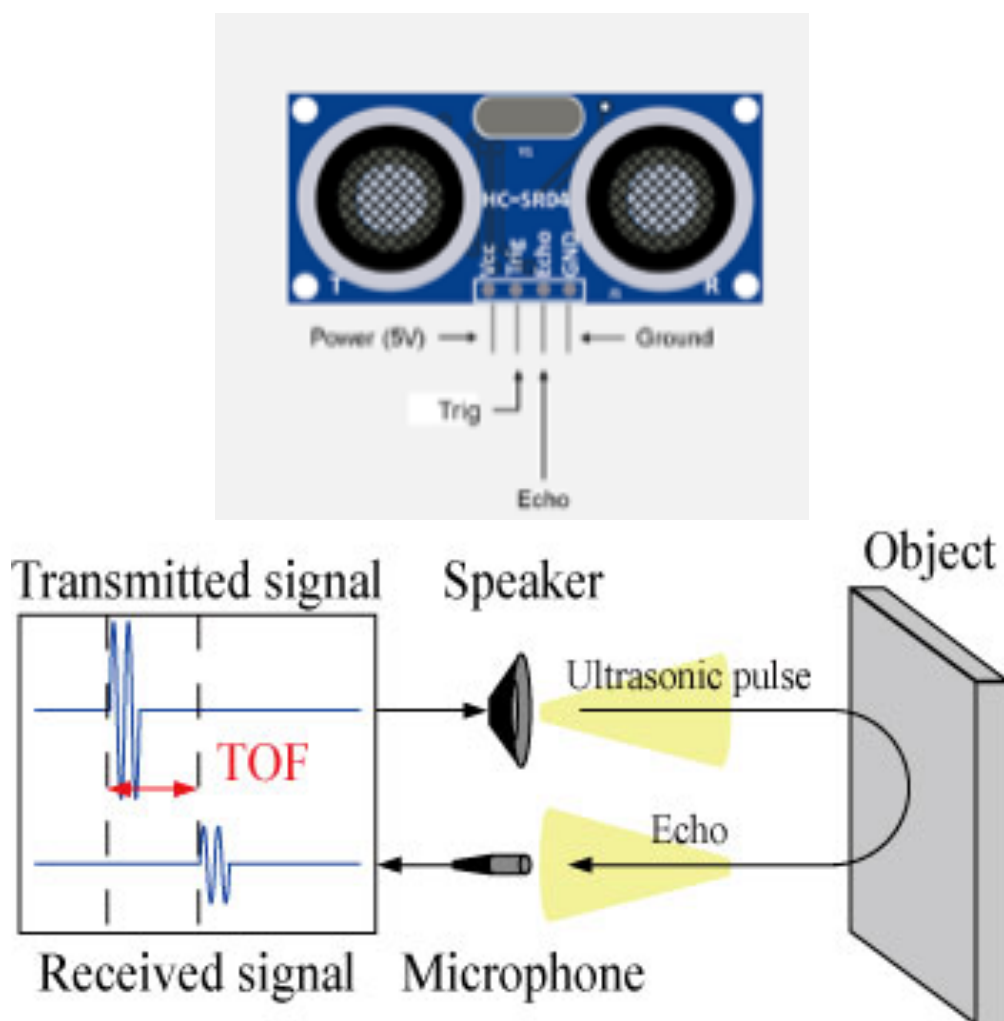 Y1
HC-SR04
Vcc
Trig
Echo
GND
T
R
Power (5V)
Ground
Trig
Echo
Object
Transmitted signal
Speaker
Ultrasonic pulse
TOF
Echo
Received signal
Microphone